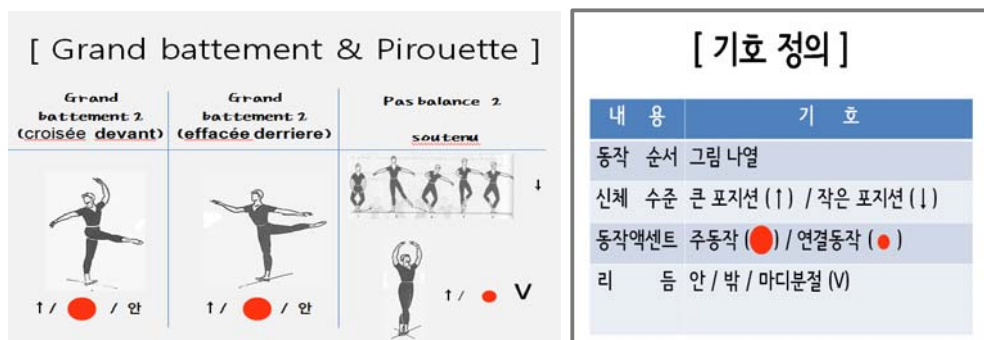 [ Grand battement & Pirouette ]
Grand
battement 2
(croisée devant)
Grand
battement 2
(effacée derriere)
Pas balance 2
soutenu
↓
↑ / / 안
↑ / / 안
↑ / V
[ 기호 정의 ]
내 용 기 호
동작 순서 그림 나열
신체 수준 큰 포지션 (↑) / 작은 포지션 (↓)
동작액센트 주동작 ( ) / 연결동작 ( )
리 듬 안 / 밖 / 마디분절 (V)